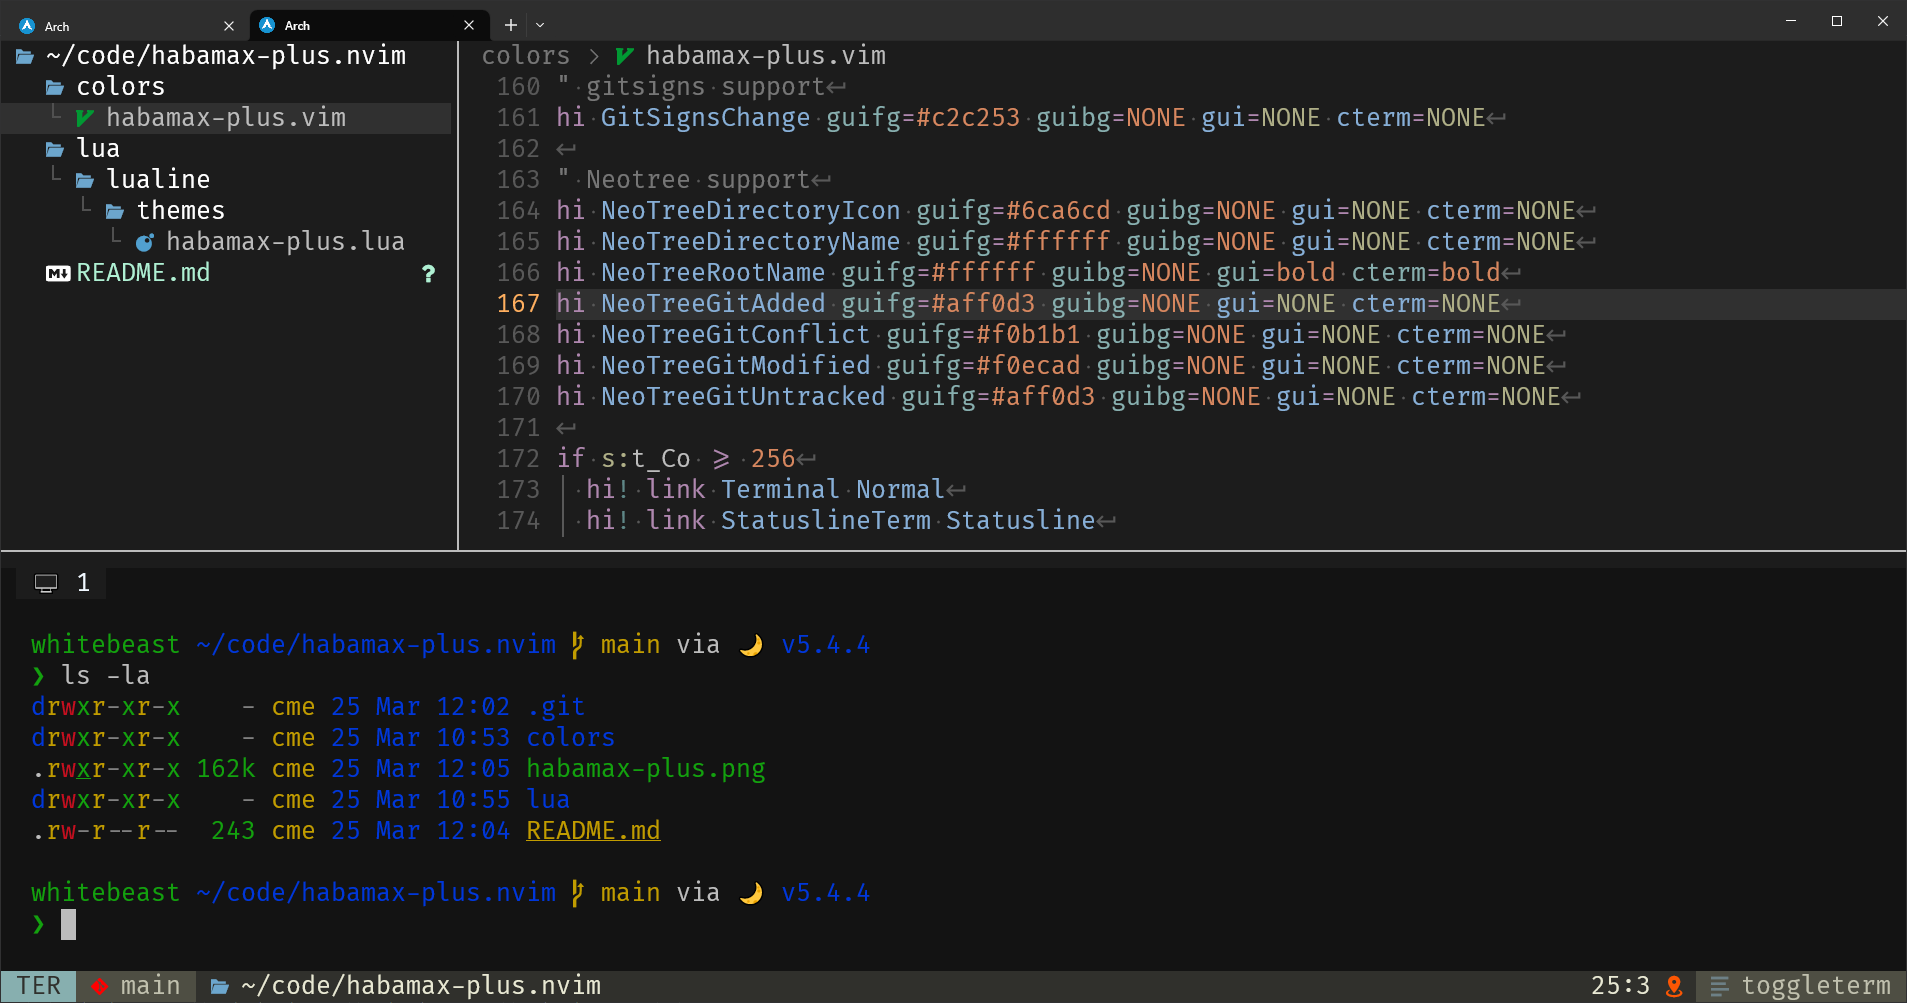 Arch
Arch
~/code/habamax-plus.nvim
colors
habamax-plus.vim
lua
lualine
themes
habamax-plus.lua
README.md ?
colors > habamax-plus.vim
160 " gitsigns support↵
161 hi GitSignsChange guifg=#c2c253 guibg=NONE gui=NONE cterm=NONE↵
162 ↵
163 " Neotree support↵
164 hi NeoTreeDirectoryIcon guifg=#6ca6cd guibg=NONE gui=NONE cterm=NONE↵
165 hi NeoTreeDirectoryName guifg=#ffffff guibg=NONE gui=NONE cterm=NONE↵
166 hi NeoTreeRootName guifg=#ffffff guibg=NONE gui=bold cterm=bold↵
167 hi NeoTreeGitAdded guifg=#aff0d3 guibg=NONE gui=NONE cterm=NONE↵
168 hi NeoTreeGitConflict guifg=#f0b1b1 guibg=NONE gui=NONE cterm=NONE↵
169 hi NeoTreeGitModified guifg=#f0ecad guibg=NONE gui=NONE cterm=NONE↵
170 hi NeoTreeGitUntracked guifg=#aff0d3 guibg=NONE gui=NONE cterm=NONE↵
171 ↵
172 if s:t_Co ⩾ 256↵
173 hi! link Terminal Normal↵
174 hi! link StatuslineTerm Statusline↵
1
whitebeast ~/code/habamax-plus.nvim main via 🌙 v5.4.4
❯ ls -la
drwxr-xr-x - cme 25 Mar 12:02 .git
drwxr-xr-x - cme 25 Mar 10:53 colors
.rwxr-xr-x 162k cme 25 Mar 12:05 habamax-plus.png
drwxr-xr-x - cme 25 Mar 10:55 lua
.rw-r--r-- 243 cme 25 Mar 12:04 README.md
whitebeast ~/code/habamax-plus.nvim main via 🌙 v5.4.4
❯
TER main ~/code/habamax-plus.nvim 25:3 toggleterm